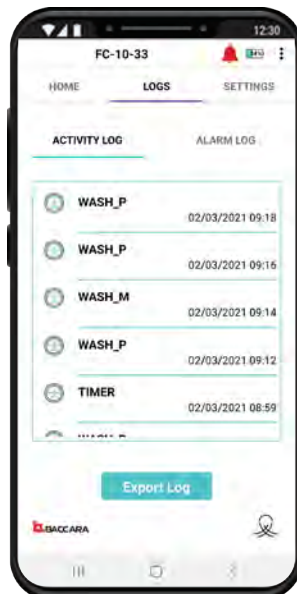 12:30
FC-10-33
HOME LOGS SETTINGS
ACTIVITY LOG ALARM LOG
WASH_P
02/03/2021 09:18
WASH_P
02/03/2021 09:16
WASH_M
02/03/2021 09:14
WASH_P
02/03/2021 09:12
TIMER
02/03/2021 08:59
Export Log
BACCARA